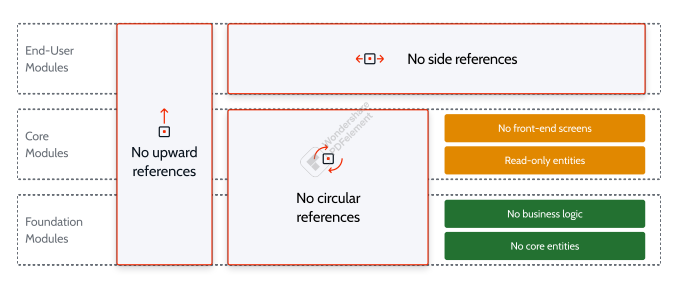 End-User
Modules
No side references
Core
Modules
No upward
references
No circular
references
No front-end screens
Read-only entities
Foundation
Modules
No business logic
No core entities
Wondershare
PDFelement